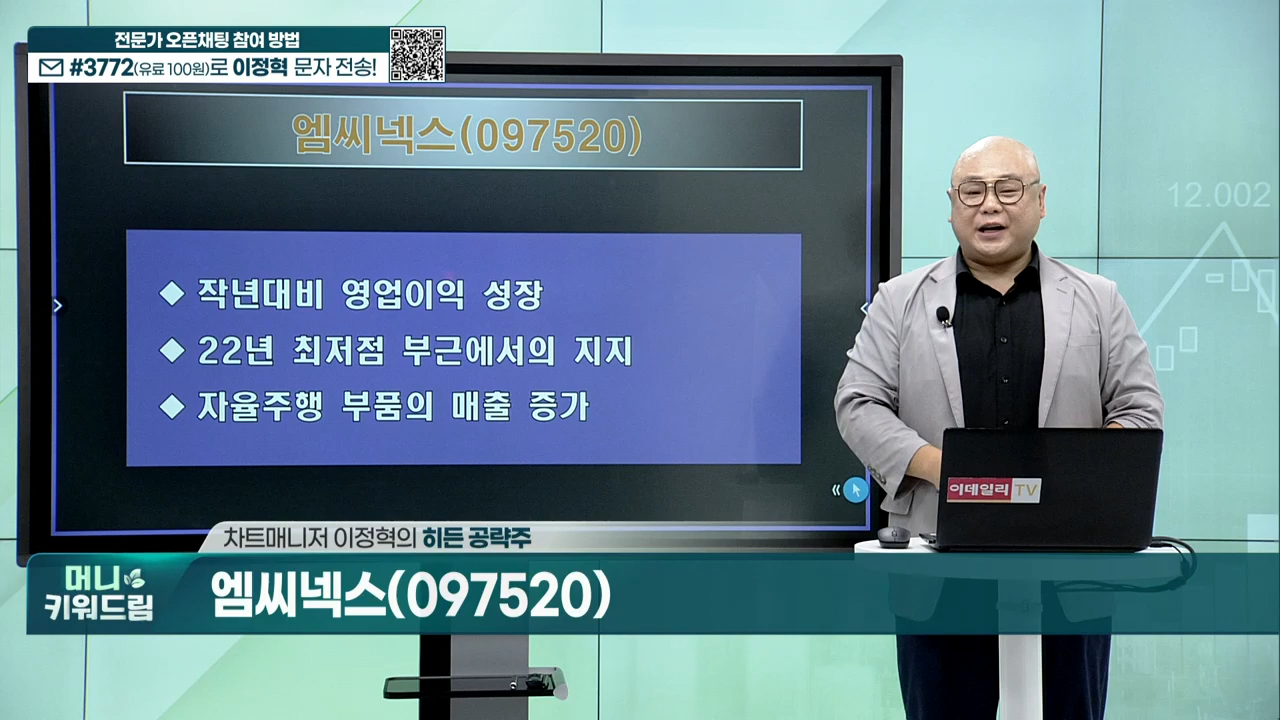 전문가 오픈채팅 참여 방법
#3772(유료 100원)로 이정혁 문자 전송!
엠씨넥스(097520)
◆ 작년대비 영업이익 성장
◆ 22년 최저점 부근에서의 지지
◆ 자율주행 부품의 매출 증가
12.002
이데일리 TV
차트매니저 이정혁의 히든 공략주
머니
키워드림
엠씨넥스(097520)